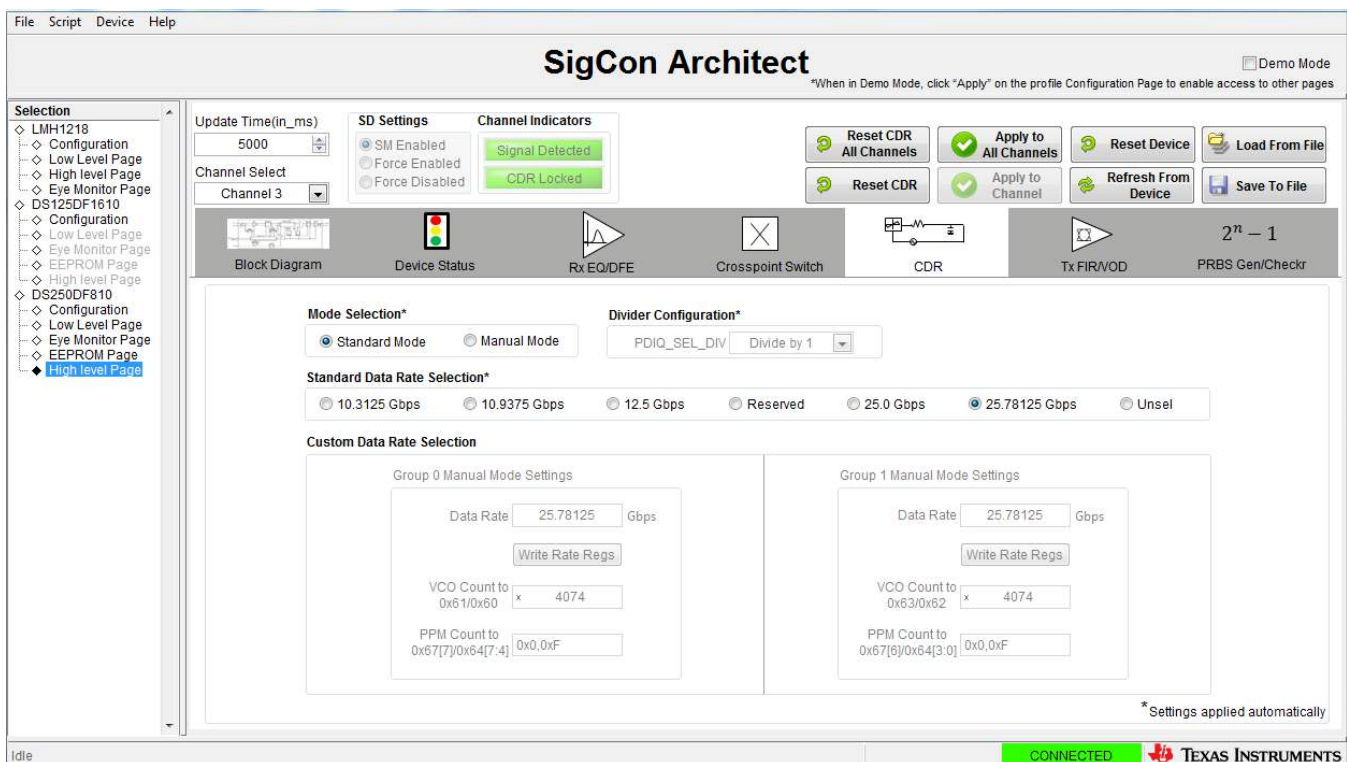 File Script Device Help
SigCon Architect
Demo Mode
*When in Demo Mode, click "Apply" on the profile Configuration Page to enable access to other pages
Selection
LMH1218
Configuration
Low Level Page
High level Page
Eye Monitor Page
DS125DF1610
Configuration
Low Level Page
Eye Monitor Page
EEPROM Page
High level Page
DS250DF810
Configuration
Low Level Page
Eye Monitor Page
EEPROM Page
High level Page
Update Time(in_ms)
5000
Channel Select
Channel 3
SD Settings
SM Enabled
Force Enabled
Force Disabled
Channel Indicators
Signal Detected
CDR Locked
Reset CDR
All Channels
Apply to
All Channels
Reset Device
Load From File
Reset CDR
Apply to
Channel
Refresh From
Device
Save To File
Block Diagram
Device Status
Rx EQ/DFE
Crosspoint Switch
CDR
Tx FIR/VOD
2ⁿ − 1
PRBS Gen/Checkr
Mode Selection*
Standard Mode Manual Mode
Divider Configuration*
PDIQ_SEL_DIV Divide by 1
Standard Data Rate Selection*
10.3125 Gbps 10.9375 Gbps 12.5 Gbps Reserved 25.0 Gbps 25.78125 Gbps Unsel
Custom Data Rate Selection
Group 0 Manual Mode Settings
Data Rate 25.78125 Gbps
Write Rate Regs
VCO Count to
0x61/0x60
x 4074
PPM Count to
0x67[7]/0x64[7:4]
0x0,0xF
Group 1 Manual Mode Settings
Data Rate 25.78125 Gbps
Write Rate Regs
VCO Count to
0x63/0x62
x 4074
PPM Count to
0x67[6]/0x64[3:0]
0x0,0xF
*Settings applied automatically
Idle
CONNECTED
TEXAS INSTRUMENTS